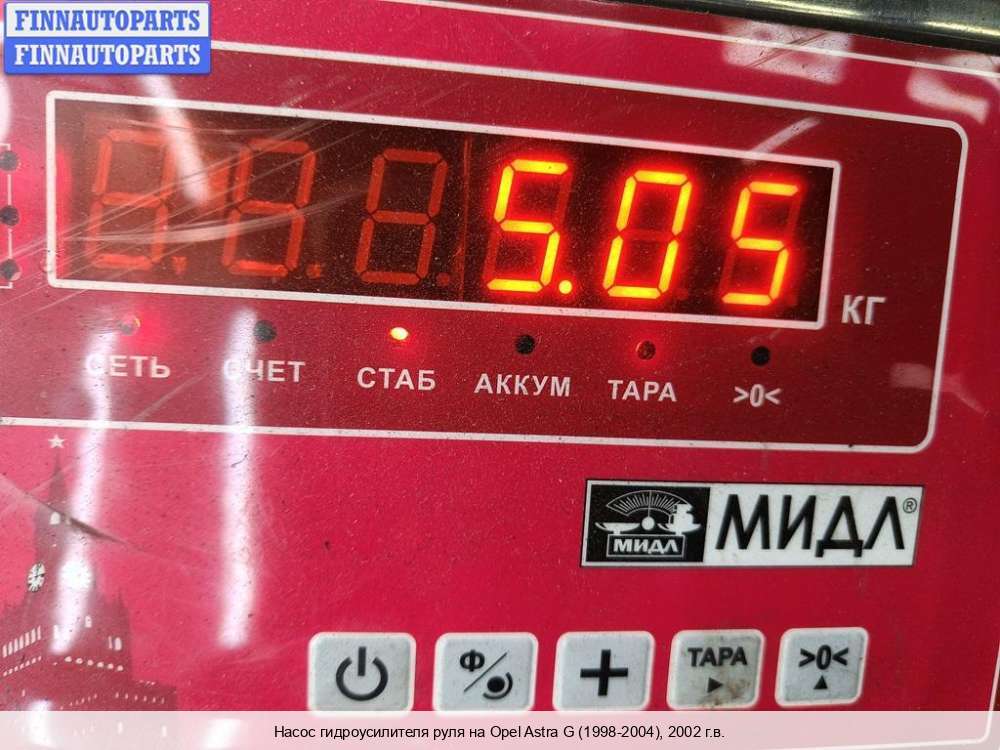 FINNAUTOPARTS
FINNAUTOPARTS
5.05
КГ
СЕТЬ СЧЕТ СТАБ АККУМ ТАРА >0<
МИДЛ МИДЛ®
Ф ТАРА >0<
Насос гидроусилителя руля на Opel Astra G (1998-2004), 2002 г.в.